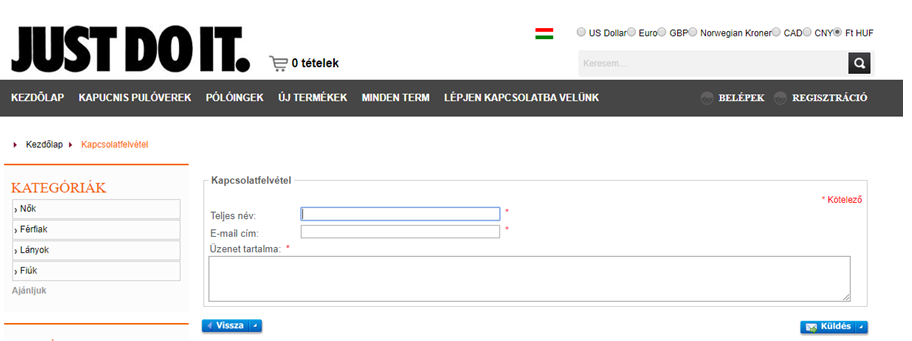 JUST DO IT.
0 tételek
US Dollar Euro GBP Norwegian Kroner CAD CNY Ft HUF
Keresem...
KEZDŐLAP KAPUCNIS PULÓVEREK PÓLÓINGEK ÚJ TERMÉKEK MINDEN TERM LÉPJEN KAPCSOLATBA VELÜNK BELÉPEK REGISZTRÁCIÓ
Kezdőlap Kapcsolatfelvétel
KATEGÓRIÁK
Nők
Férfiak
Lányok
Fiúk
Ajánljuk
Kapcsolatfelvétel
* Kötelező
Teljes név: *
E-mail cím: *
Üzenet tartalma: *
Vissza
Küldés